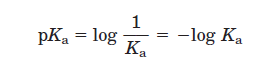 pKₐ = log 1/Kₐ = −log Kₐ